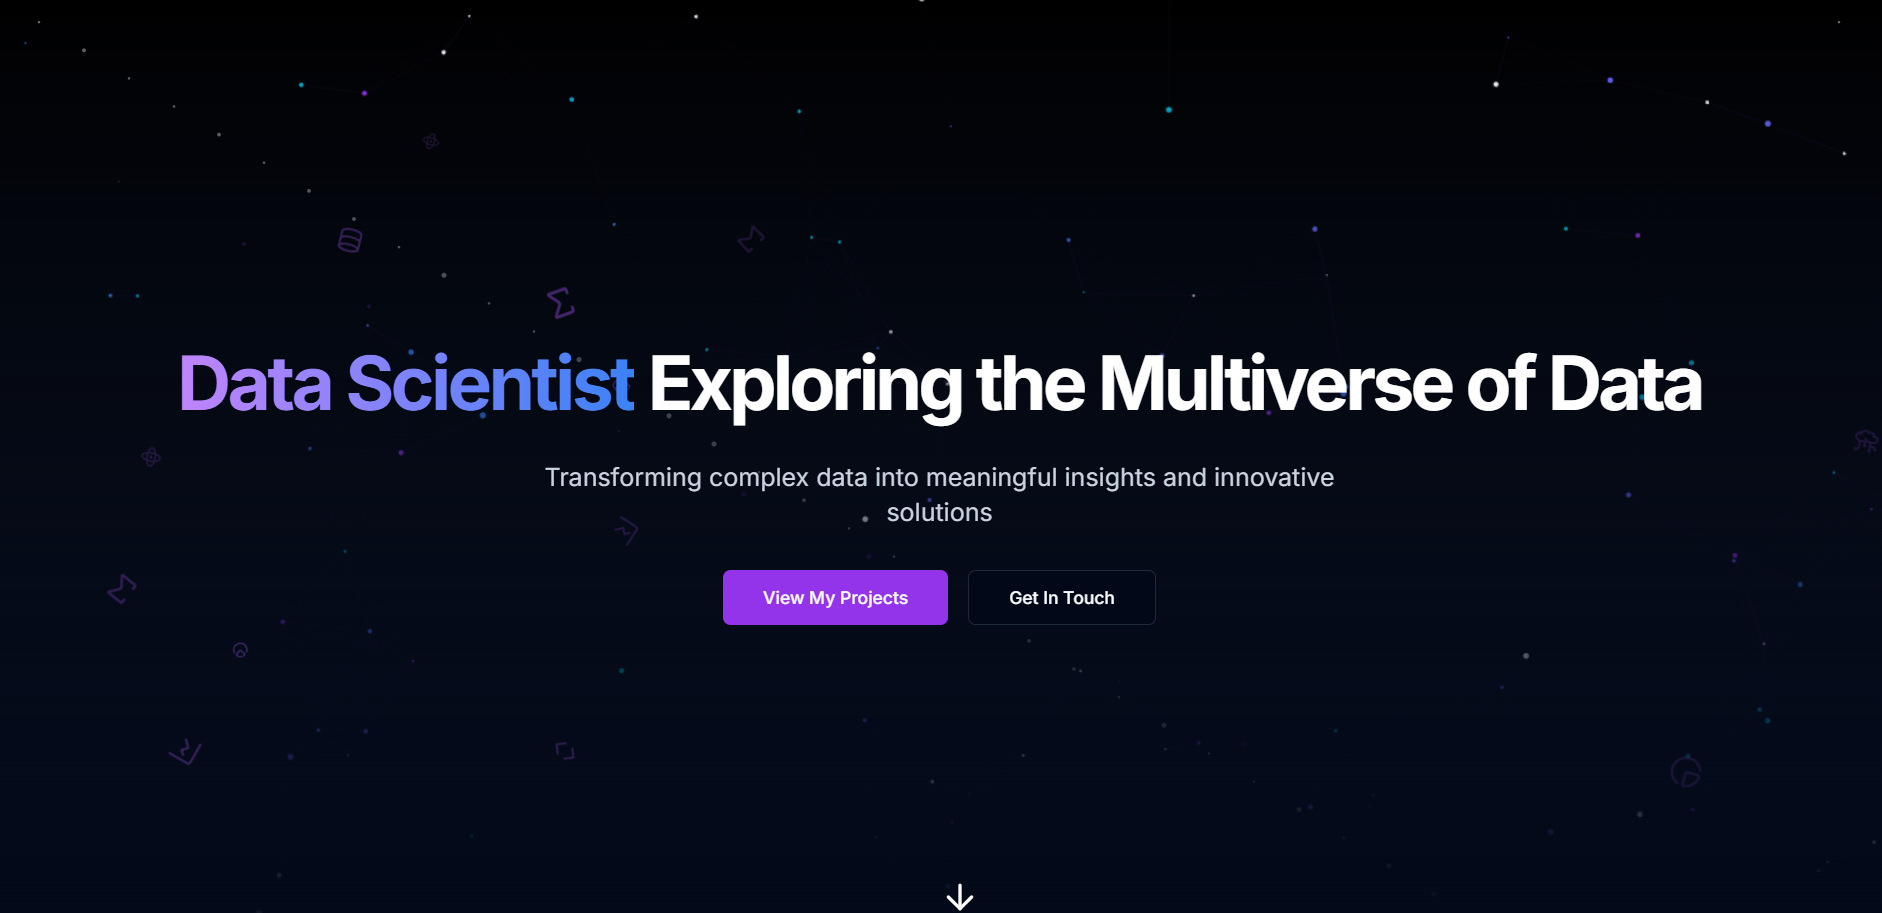 Data Scientist Exploring the Multiverse of Data
Transforming complex data into meaningful insights and innovative
solutions
View My Projects
Get In Touch